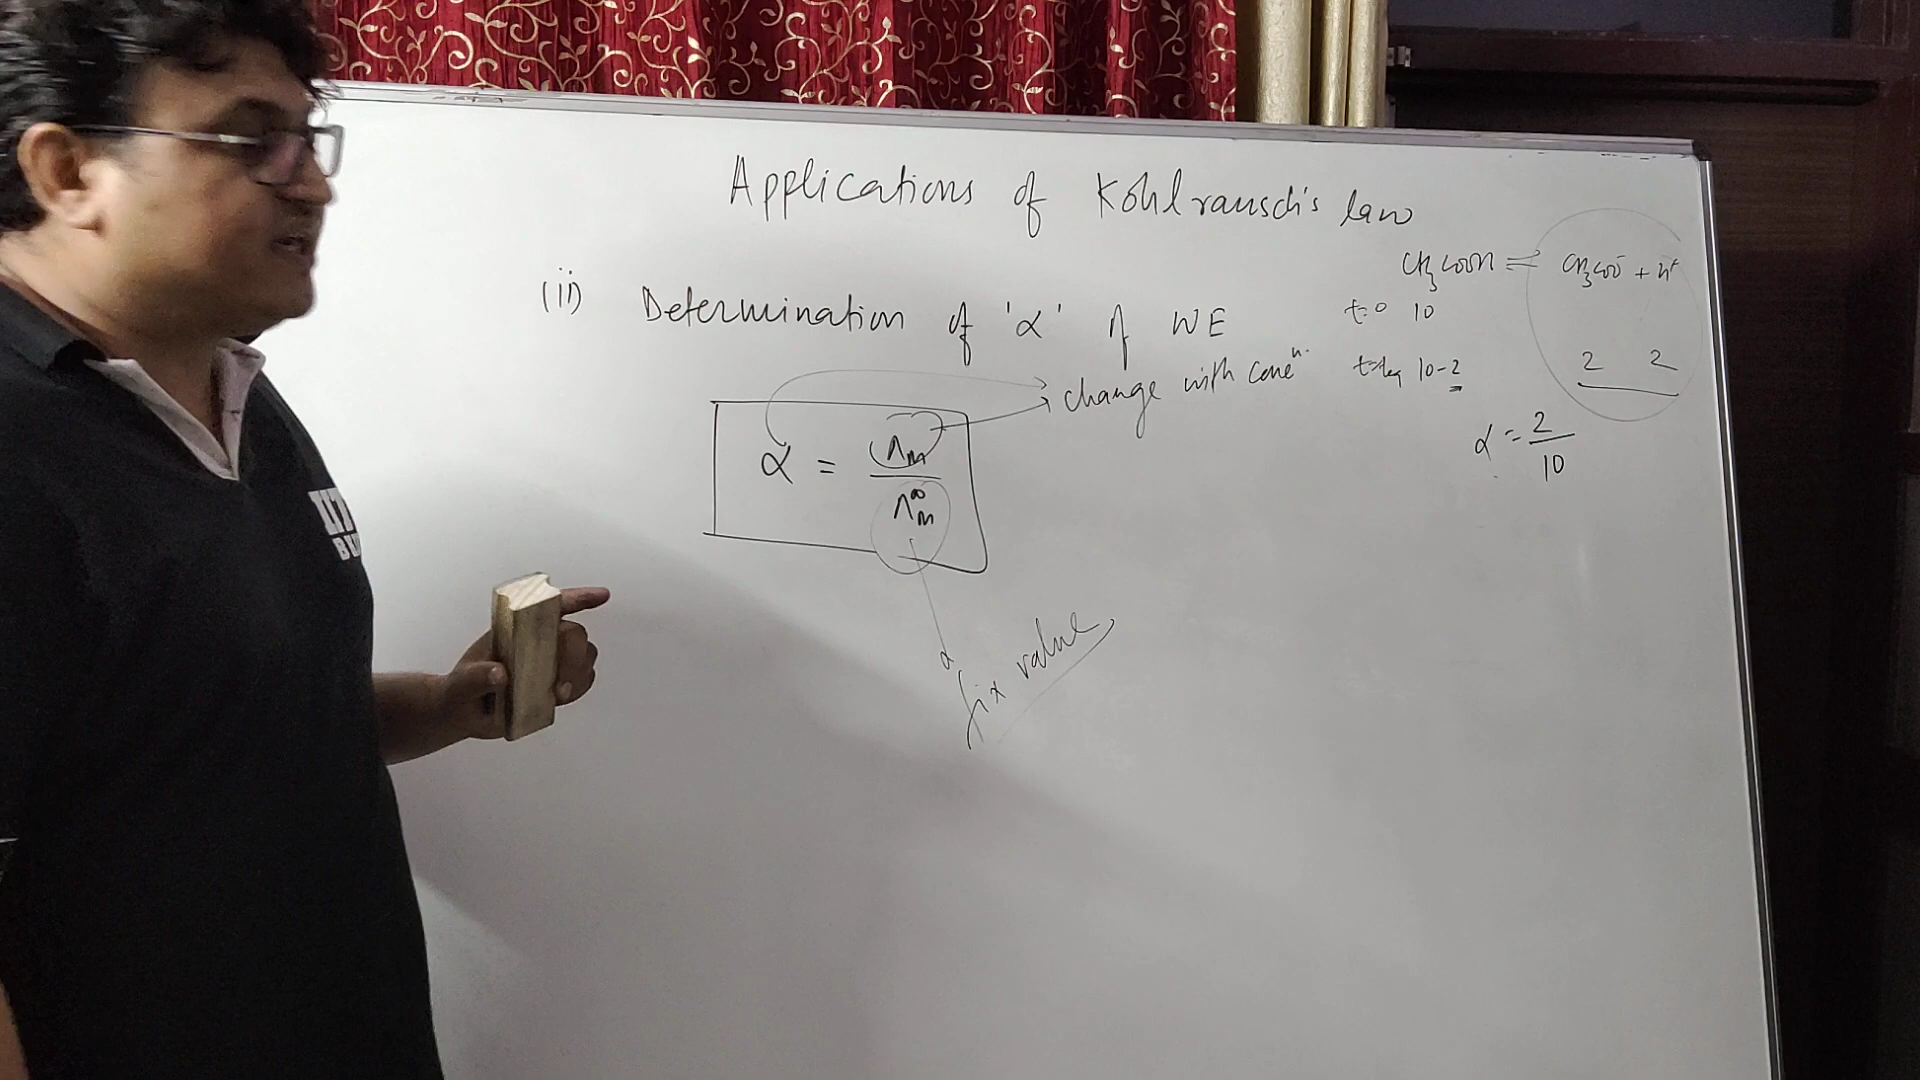 Applications of Kohlrausch's law
(ii) Determination of 'α' of WE
change with concⁿ.
α = Λm / Λ∞m
fix value
CH3COOH ⇌ CH3COO⁻ + H⁺
t=0 10
t=teq 10-2 2 2
α = 2/10